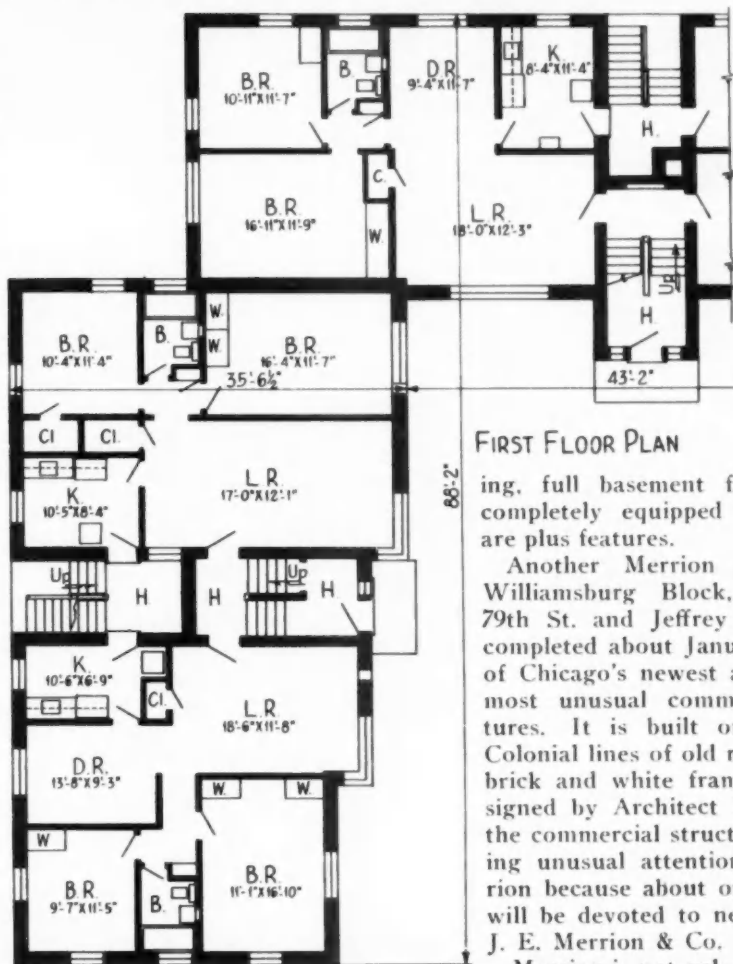 B.R.
10'-11"X11'-7"
B.
D.R.
9'-4"X11'-7"
K.
8'-4"X11'-4"
H.
B.R.
16'-11"X11'-9"
C.
W.
L.R.
18'-0"X12'-3"
Up
H.
B.R.
10'-4"X11'-4"
B.
W.
W.
B.R.
16'-4"X11'-7"
35'-6½"
43'-2"
Cl.
Cl.
K.
10'-5"X8'-4"
L.R.
17'-0"X12'-1"
88'-2"
Up
H.
H.
Up
H.
K.
10'-6"X6'-9"
Cl.
L.R.
18'-6"X11'-8"
D.R.
13'-8"X9'-3"
W.
W.
W.
B.R.
9'-7"X11'-5"
B.
B.R.
11'-1"X16'-10"
FIRST FLOOR PLAN
ing, full basement f
completely equipped
are plus features.
Another Merrion
Williamsburg Block,
79th St. and Jeffrey
completed about Janu
of Chicago's newest a
most unusual comm
tures. It is built o
Colonial lines of old r
brick and white fran
signed by Architect
the commercial struct
ing unusual attention
rion because about o
will be devoted to ne
J. E. Merrion & Co.